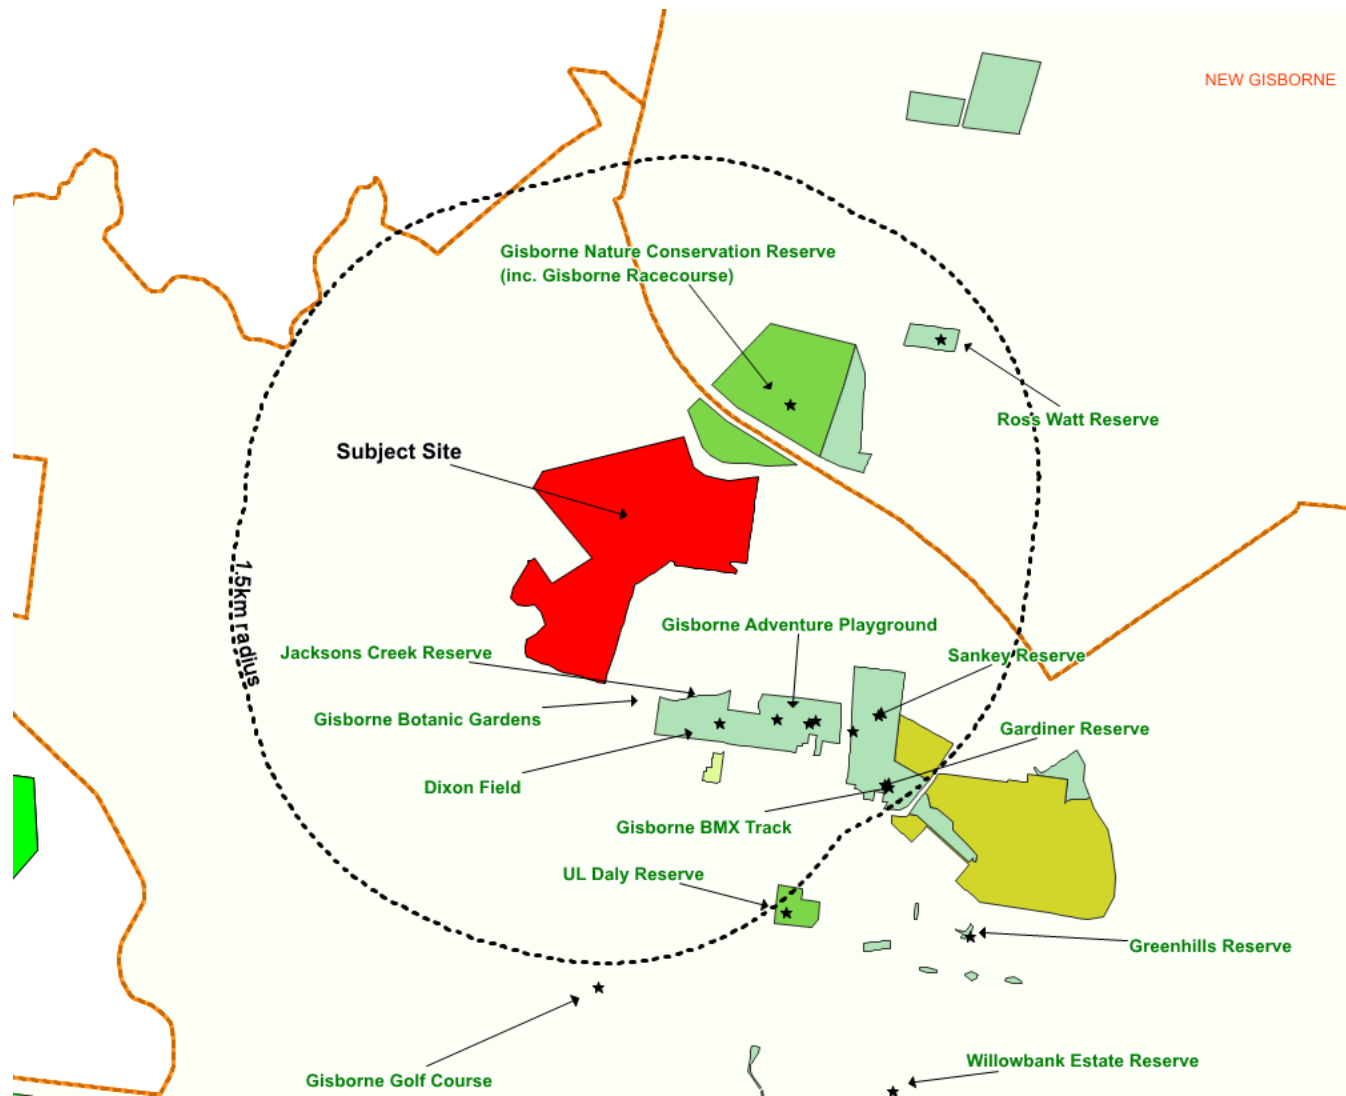 NEW GISBORNE
Gisborne Nature Conservation Reserve
(inc. Gisborne Racecourse)
Ross Watt Reserve
Subject Site
1.5km radius
Gisborne Adventure Playground
Jacksons Creek Reserve
Sankey Reserve
Gisborne Botanic Gardens
Gardiner Reserve
Dixon Field
Gisborne BMX Track
UL Daly Reserve
Greenhills Reserve
Willowbank Estate Reserve
Gisborne Golf Course